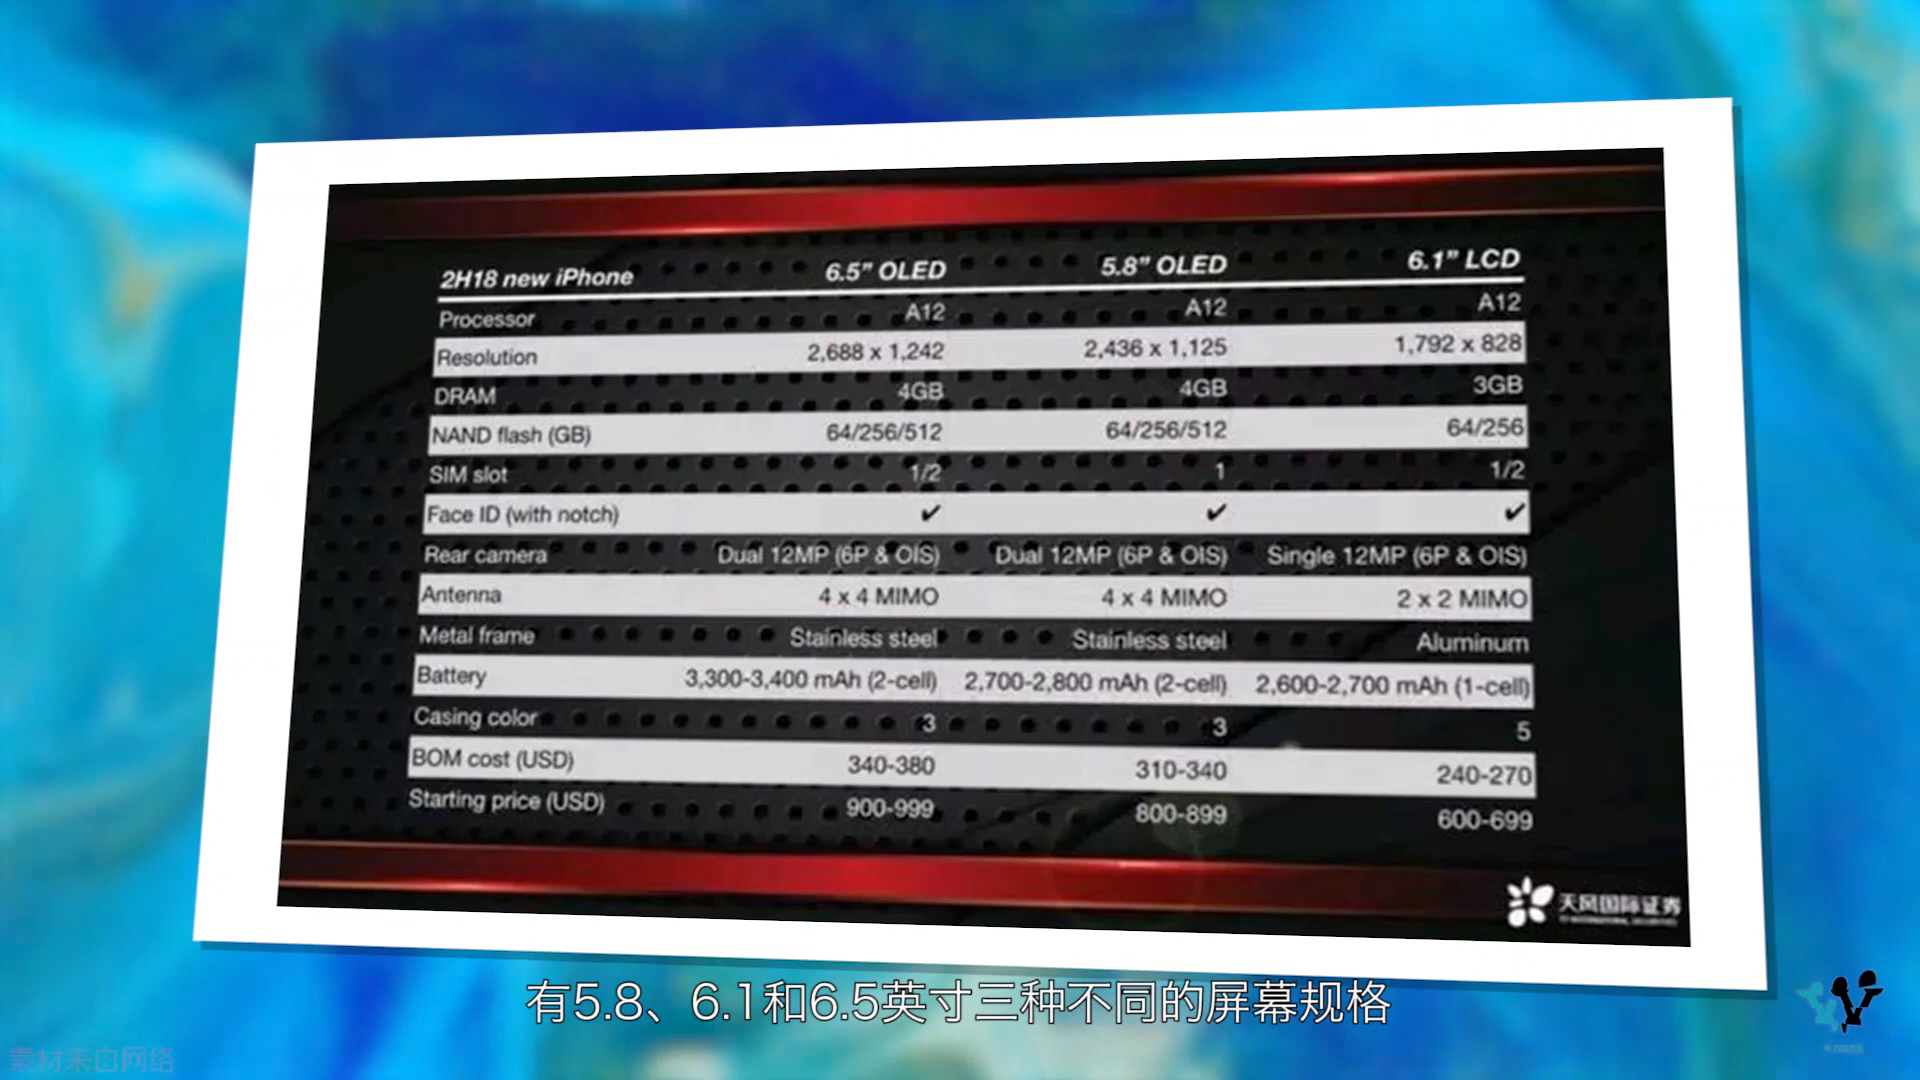 2H18 new iPhone 6.5” OLED 5.8” OLED 6.1” LCD
Processor A12 A12 A12
Resolution 2,688 x 1,242 2,436 x 1,125 1,792 x 828
DRAM 4GB 4GB 3GB
NAND flash (GB) 64/256/512 64/256/512 64/256
SIM slot 1/2 1 1/2
Face ID (with notch) ✔ ✔ ✔
Rear camera Dual 12MP (6P & OIS) Dual 12MP (6P & OIS) Single 12MP (6P & OIS)
Antenna 4 x 4 MIMO 4 x 4 MIMO 2 x 2 MIMO
Metal frame Stainless steel Stainless steel Aluminum
Battery 3,300-3,400 mAh (2-cell) 2,700-2,800 mAh (2-cell) 2,600-2,700 mAh (1-cell)
Casing color 3 3 5
BOM cost (USD) 340-380 310-340 240-270
Starting price (USD) 900-999 800-899 600-699
天风国际证券
有5.8、6.1和6.5英寸三种不同的屏幕规格
素材来自网络